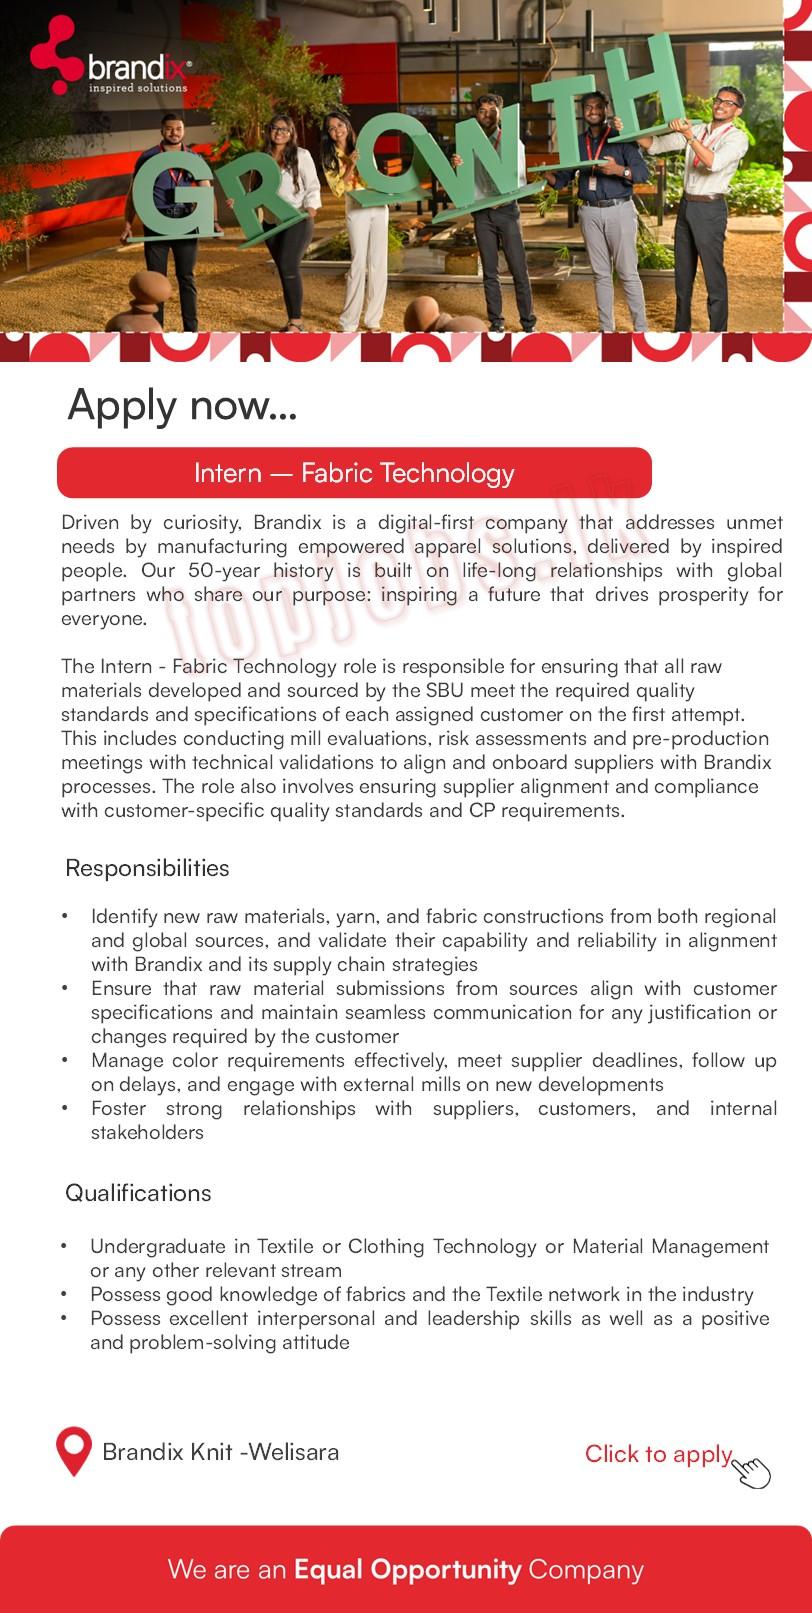 brandix®
inspired solutions
GROWTH
Apply now...
Intern — Fabric Technology
Driven by curiosity, Brandix is a digital-first company that addresses unmet
needs by manufacturing empowered apparel solutions, delivered by inspired
people. Our 50-year history is built on life-long relationships with global
partners who share our purpose: inspiring a future that drives prosperity for
everyone.
topjobs.lk
The Intern - Fabric Technology role is responsible for ensuring that all raw
materials developed and sourced by the SBU meet the required quality
standards and specifications of each assigned customer on the first attempt.
This includes conducting mill evaluations, risk assessments and pre-production
meetings with technical validations to align and onboard suppliers with Brandix
processes. The role also involves ensuring supplier alignment and compliance
with customer-specific quality standards and CP requirements.
Responsibilities
• Identify new raw materials, yarn, and fabric constructions from both regional
and global sources, and validate their capability and reliability in alignment
with Brandix and its supply chain strategies
• Ensure that raw material submissions from sources align with customer
specifications and maintain seamless communication for any justification or
changes required by the customer
• Manage color requirements effectively, meet supplier deadlines, follow up
on delays, and engage with external mills on new developments
• Foster strong relationships with suppliers, customers, and internal
stakeholders
Qualifications
• Undergraduate in Textile or Clothing Technology or Material Management
or any other relevant stream
• Possess good knowledge of fabrics and the Textile network in the industry
• Possess excellent interpersonal and leadership skills as well as a positive
and problem-solving attitude
Brandix Knit -Welisara
Click to apply
We are an Equal Opportunity Company